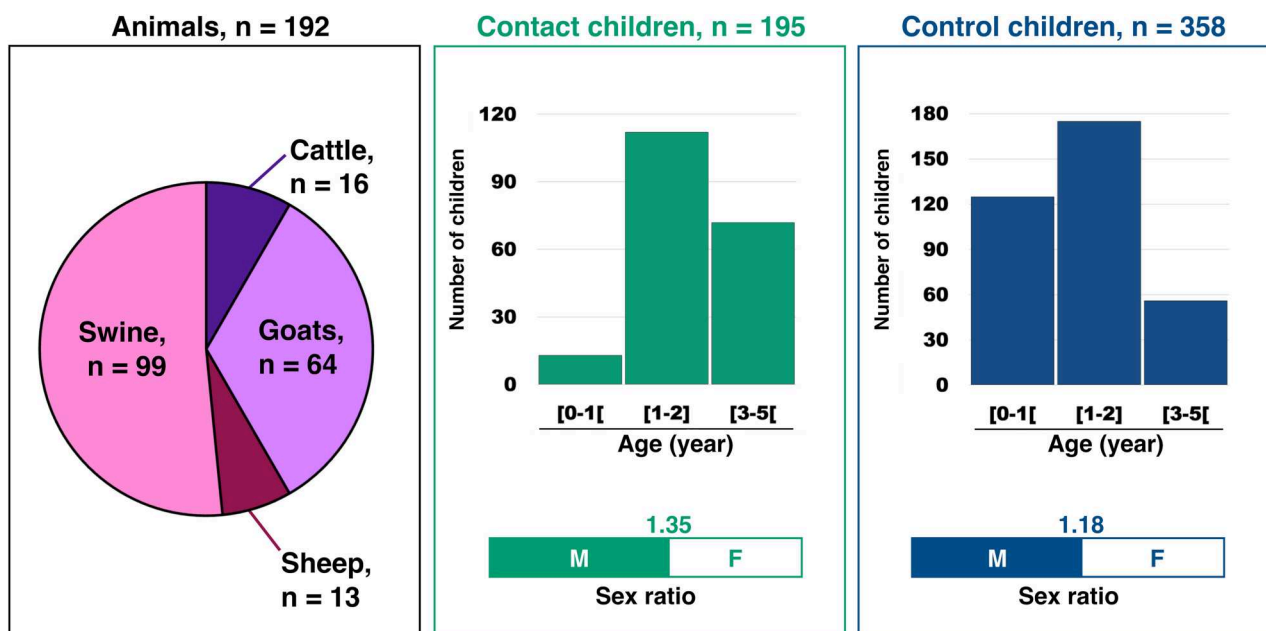 Animals, n = 192
Cattle,
n = 16
Swine,
n = 99
Goats,
n = 64
Sheep,
n = 13
Contact children, n = 195
Number of children
120
90
60
30
0
[0-1[
[1-2]
[3-5[
Age (year)
1.35
M
F
Sex ratio
Control children, n = 358
Number of children
180
150
120
90
60
30
0
[0-1[
[1-2]
[3-5[
Age (year)
1.18
M
F
Sex ratio